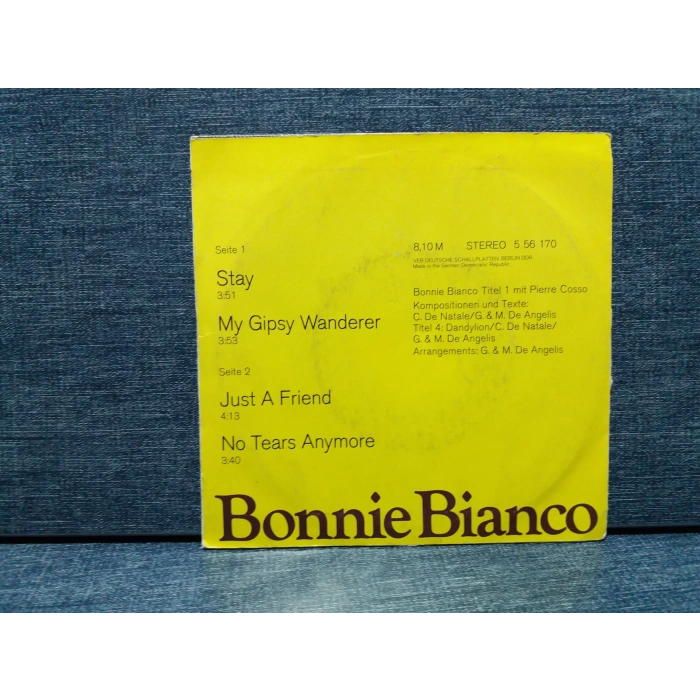 Seite 1
Stay
3:51
My Gipsy Wanderer
3:53
Seite 2
Just A Friend
4:13
No Tears Anymore
3:40
8,10 M STEREO 5 56 170
VEB DEUTSCHE SCHALLPLATTEN BERLIN DDR
Made in the German Democratic Republic
Bonnie Bianco Titel 1 mit Pierre Cosso
Kompositionen und Texte:
C. De Natale/G. & M. De Angelis
Titel 4: Dandylion/C. De Natale/
G. & M. De Angelis
Arrangements: G. & M. De Angelis
Bonnie Bianco